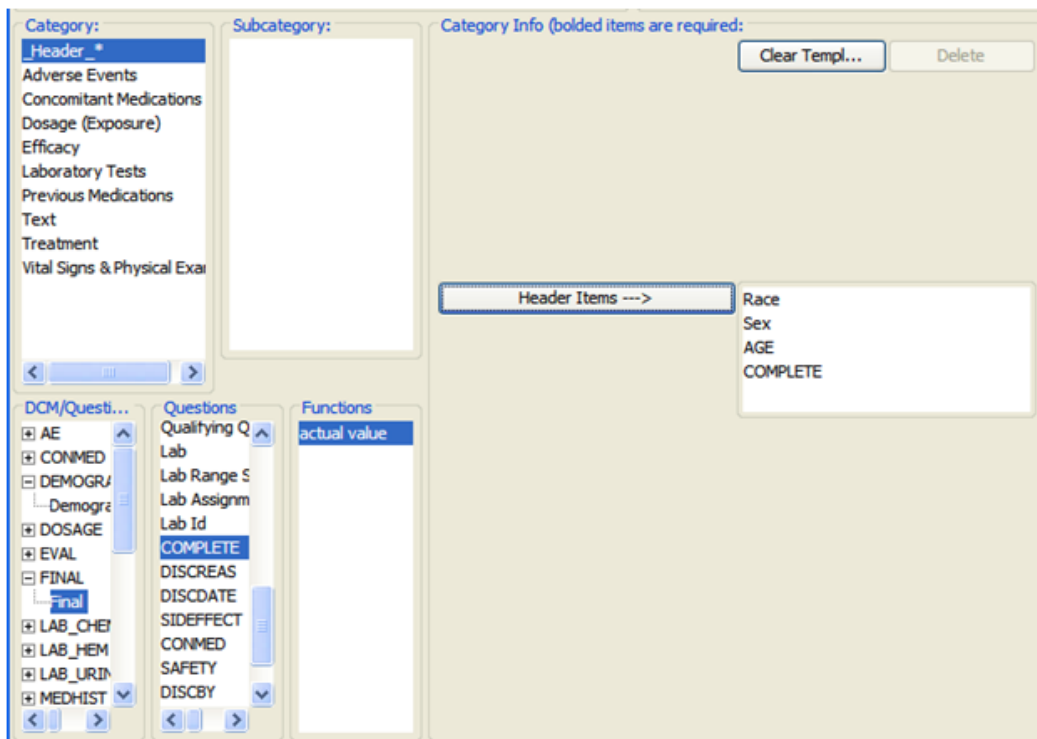 Category:
_Header_*
Adverse Events
Concomitant Medications
Dosage (Exposure)
Efficacy
Laboratory Tests
Previous Medications
Text
Treatment
Vital Signs & Physical Exa
Subcategory:
Category Info (bolded items are required:
Clear Templ...
Delete
Header Items --->
Race
Sex
AGE
COMPLETE
DCM/Questi...
AE
CONMED
DEMOGRA
Demogra
DOSAGE
EVAL
FINAL
Final
LAB_CHEM
LAB_HEM
LAB_URIN
MEDHIST
Questions
Qualifying Q
Lab
Lab Range S
Lab Assignm
Lab Id
COMPLETE
DISCREAS
DISCDATE
SIDEFFECT
CONMED
SAFETY
DISCBY
Functions
actual value